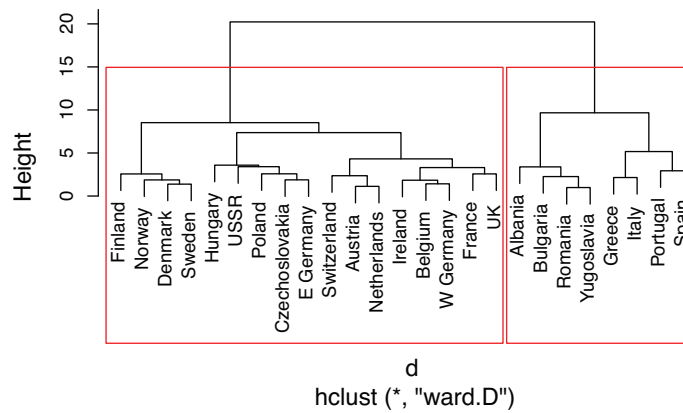 Height
20
15
10
5
0
Finland
Norway
Denmark
Sweden
Hungary
USSR
Poland
Czechoslovakia
E Germany
Switzerland
Austria
Netherlands
Ireland
Belgium
W Germany
France
UK
Albania
Bulgaria
Romania
Yugoslavia
Greece
Italy
Portugal
Spain
d
hclust (*, "ward.D")